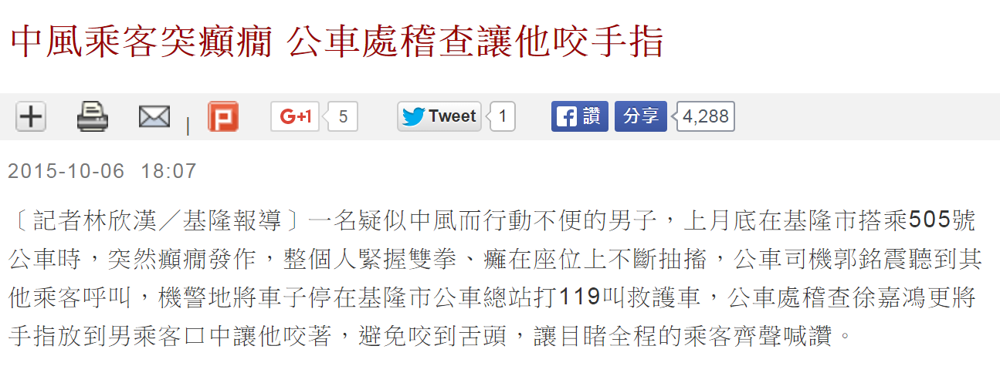 中風乘客突癲癇 公車處稽查讓他咬手指
| G+1 5 Tweet 1 讚 分享 4,288
2015-10-06 18:07
〔記者林欣漢／基隆報導〕一名疑似中風而行動不便的男子，上月底在基隆市搭乘505號
公車時，突然癲癇發作，整個人緊握雙拳、癱在座位上不斷抽搐，公車司機郭銘震聽到其
他乘客呼叫，機警地將車子停在基隆市公車總站打119叫救護車，公車處稽查徐嘉鴻更將
手指放到男乘客口中讓他咬著，避免咬到舌頭，讓目睹全程的乘客齊聲喊讚。